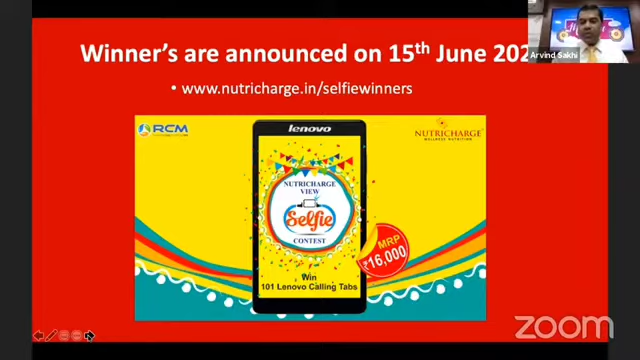 Winner's are announced on 15th June 202
• www.nutricharge.in/selfiewinners
Arvind Sakhi
RCM
NUTRICHARGE
WELLNESS NUTRITION
lenovo
NUTRICHARGE
VIEW
Selfie
CONTEST
MRP
₹16,000
Win
101 Lenovo Calling Tabs
zoom